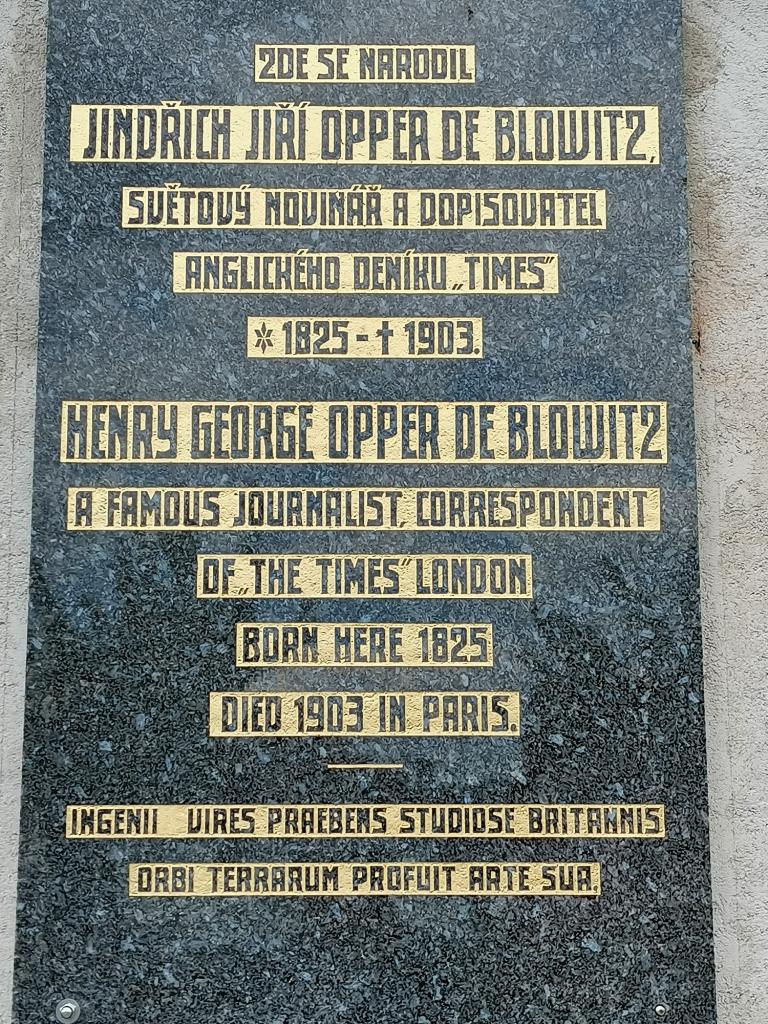 ZDE SE NARODIL
JINDŘICH JIŘÍ OPPER DE BLOWITZ,
SVĚTOVÝ NOVINÁŘ A DOPISOVATEL
ANGLICKÉHO DENÍKU „TIMES“
* 1825 - † 1903.
HENRY GEORGE OPPER DE BLOWITZ
A FAMOUS JOURNALIST, CORRESPONDENT
OF „THE TIMES“ LONDON
BORN HERE 1825
DIED 1903 IN PARIS.
INGENII VIRES PRAEBENS STUDIOSE BRITANNIS
ORBI TERRARUM PROFUIT ARTE SUA.